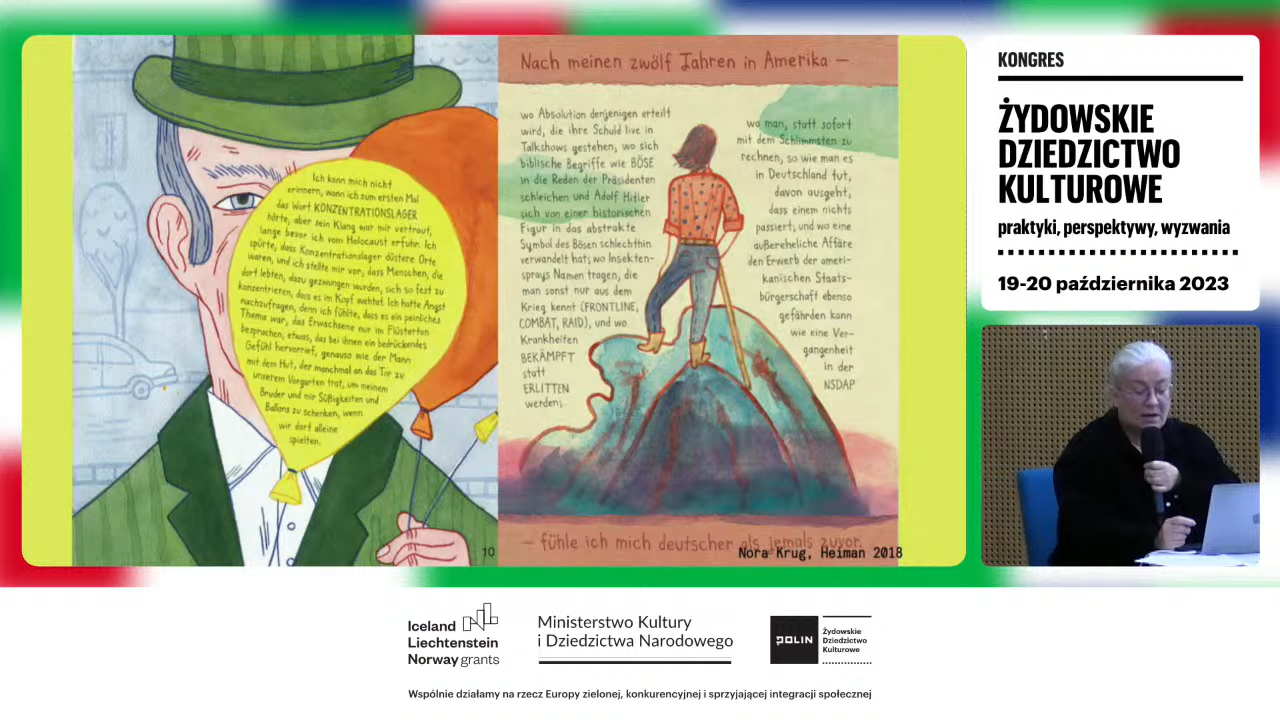 Ich kann mich nicht
erinnern, wann ich zum ersten Mal
das Wort KONZENTRATIONSLAGER
hörte, aber sein Klang war mir vertraut,
lange bevor ich vom Holocaust erfuhr. Ich
spürte, dass Konzentrationslager düstere Orte
waren, und ich stellte mir vor, dass Menschen, die
dort lebten, dazu gezwungen wurden, sich so fest zu
konzentrieren, dass es im Kopf wehtat. Ich hatte Angst
nachzufragen, denn ich fühlte, dass es ein peinliches
Thema war, das Erwachsene nur im Flüsterton
besprachen, etwas, das bei ihnen ein bedrückendes
Gefühl hervorrief, genauso wie der Mann
mit dem Hut, der manchmal an das Tor zu
unserem Vorgarten trat, um meinem
Bruder und mir Süßigkeiten und
Ballons zu schenken, wenn
wir dort alleine
spielten.
10
Nach meinen zwölf Jahren in Amerika —
wo Absolution denjenigen erteilt
wird, die ihre Schuld live in
Talkshows gestehen, wo sich
biblische Begriffe wie BÖSE
in die Reden der Präsidenten
schleichen und Adolf Hitler
sich von einer historischen
Figur in das abstrakte
Symbol des Bösen schlechthin
verwandelt hat; wo Insekten-
sprays Namen tragen, die
man sonst nur aus dem
Krieg kennt (FRONTLINE,
COMBAT, RAID), und wo
Krankheiten
BEKÄMPFT
statt
ERLITTEN
werden;
wo man, statt sofort
mit dem Schlimmsten zu
rechnen, so wie man es
in Deutschland tut,
davon ausgeht,
dass einem nichts
passiert; und wo eine
außereheliche Affäre
den Erwerb der ameri-
kanischen Staats-
bürgerschaft ebenso
gefährden kann
wie eine Ver-
gangenheit
in der
NSDAP
— fühle ich mich deutscher als jemals zuvor.
Nora Krug, Heiman 2018
KONGRES
ŻYDOWSKIE
DZIEDZICTWO
KULTUROWE
praktyki, perspektywy, wyzwania
19-20 października 2023
Iceland
Liechtenstein
Norway grants
Ministerstwo Kultury
i Dziedzictwa Narodowego
POLIN
Żydowskie
Dziedzictwo
Kulturowe
Wspólnie działamy na rzecz Europy zielonej, konkurencyjnej i sprzyjającej integracji społecznej